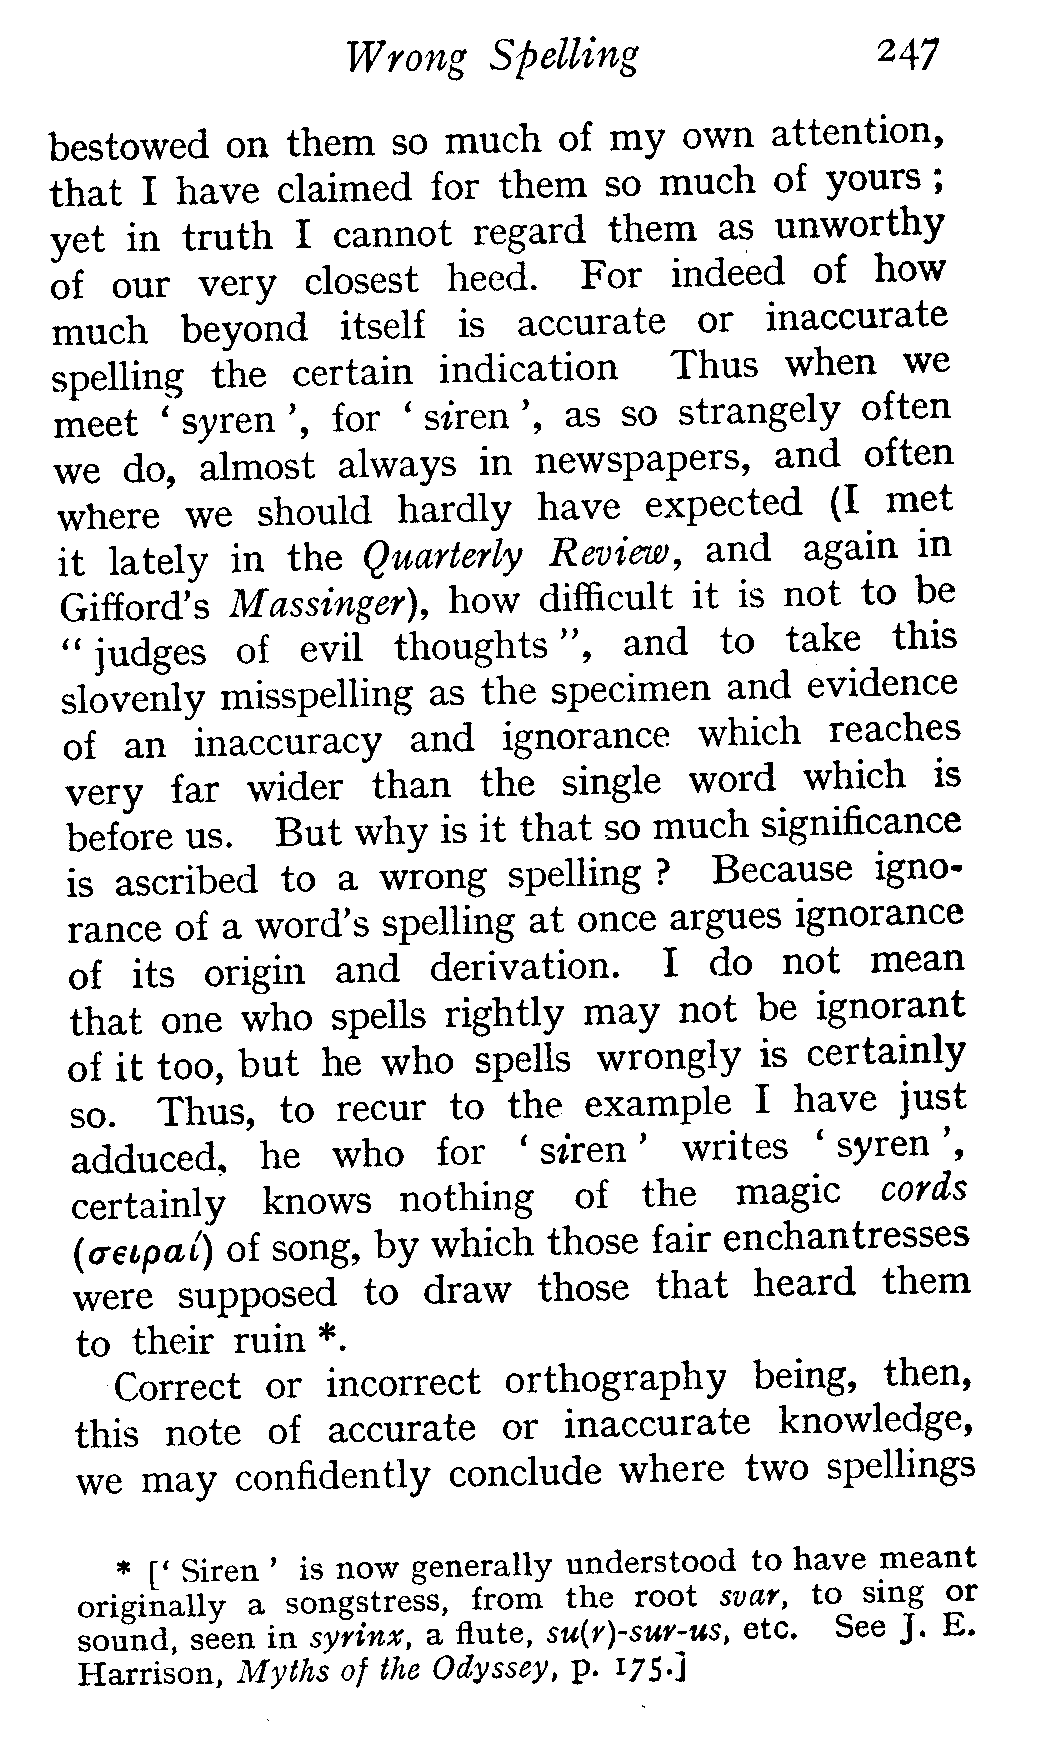 Wrong Spelling 247
bestowed on them so much of my own attention,
that I have claimed for them so much of yours ;
yet in truth I cannot regard them as unworthy
of our very closest heed. For indeed of how
much beyond itself is accurate or inaccurate
spelling the certain indication Thus when we
meet ‘ syren ’, for ‘ siren ’, as so strangely often
we do, almost always in newspapers, and often
where we should hardly have expected (I met
it lately in the Quarterly Review, and again in
Gifford's Massinger), how difficult it is not to be
“ judges of evil thoughts ”, and to take this
slovenly misspelling as the specimen and evidence
of an inaccuracy and ignorance which reaches
very far wider than the single word which is
before us. But why is it that so much significance
is ascribed to a wrong spelling ? Because igno-
rance of a word's spelling at once argues ignorance
of its origin and derivation. I do not mean
that one who spells rightly may not be ignorant
of it too, but he who spells wrongly is certainly
so. Thus, to recur to the example I have just
adduced, he who for ‘ siren ’ writes ‘ syren ’,
certainly knows nothing of the magic cords
(σειραί) of song, by which those fair enchantresses
were supposed to draw those that heard them
to their ruin *.
Correct or incorrect orthography being, then,
this note of accurate or inaccurate knowledge,
we may confidently conclude where two spellings
* [‘ Siren ’ is now generally understood to have meant
originally a songstress, from the root svar, to sing or
sound, seen in syrinx, a flute, su(r)-sur-us, etc. See J. E.
Harrison, Myths of the Odyssey, p. 175.]